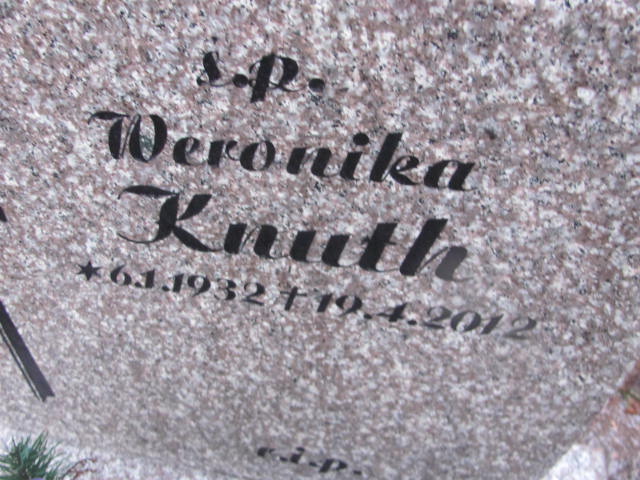 ś.p.
Weronika
Knuth
★6.1.1932 †19.4.2012
r.i.p.